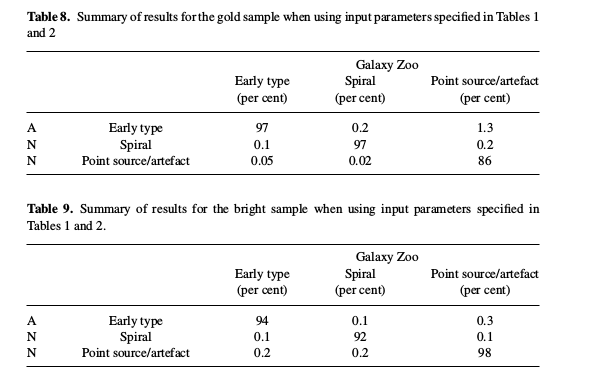 Table 8. Summary of results for the gold sample when using input parameters specified in Tables 1
and 2
Galaxy Zoo
Early type Spiral Point source/artefact
(per cent) (per cent) (per cent)
A Early type 97 0.2 1.3
N Spiral 0.1 97 0.2
N Point source/artefact 0.05 0.02 86
Table 9. Summary of results for the bright sample when using input parameters specified in
Tables 1 and 2.
Galaxy Zoo
Early type Spiral Point source/artefact
(per cent) (per cent) (per cent)
A Early type 94 0.1 0.3
N Spiral 0.1 92 0.1
N Point source/artefact 0.2 0.2 98